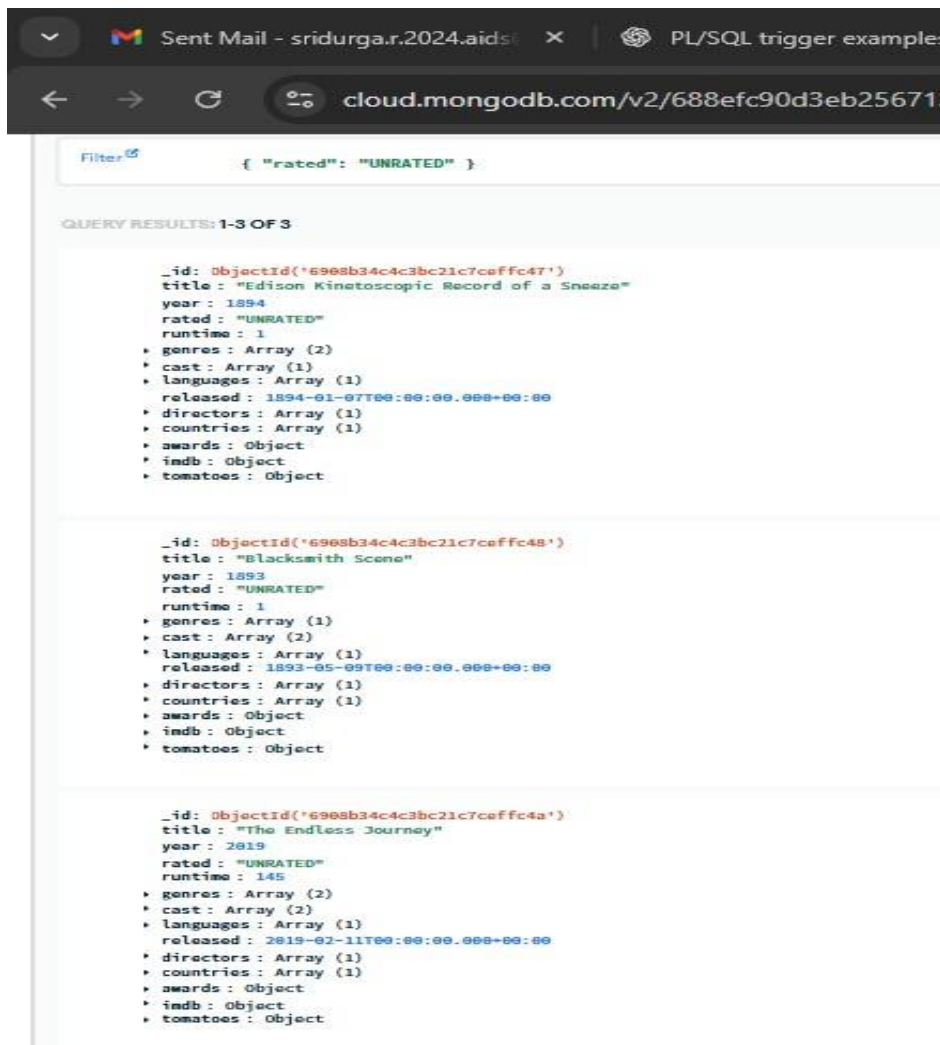 Sent Mail - sridurga.r.2024.aids
PL/SQL trigger examples
cloud.mongodb.com/v2/688efc90d3eb25671
Filter
{ "rated": "UNRATED" }
QUERY RESULTS: 1-3 OF 3
_id: ObjectId('6908b34c4c3bc21c7ceffc47')
title : "Edison Kinetoscopic Record of a Sneeze"
year : 1894
rated : "UNRATED"
runtime : 1
genres : Array (2)
cast : Array (1)
languages : Array (1)
released : 1894-01-07T00:00:00.000+00:00
directors : Array (1)
countries : Array (1)
awards : Object
imdb : Object
tomatoes : Object
_id: ObjectId('6908b34c4c3bc21c7ceffc48')
title : "Blacksmith Scene"
year : 1893
rated : "UNRATED"
runtime : 1
genres : Array (1)
cast : Array (2)
languages : Array (1)
released : 1893-05-09T00:00:00.000+00:00
directors : Array (1)
countries : Array (1)
awards : Object
imdb : Object
tomatoes : Object
_id: ObjectId('6908b34c4c3bc21c7ceffc4a')
title : "The Endless Journey"
year : 2019
rated : "UNRATED"
runtime : 145
genres : Array (2)
cast : Array (2)
languages : Array (1)
released : 2019-02-11T00:00:00.000+00:00
directors : Array (1)
countries : Array (1)
awards : Object
imdb : Object
tomatoes : Object